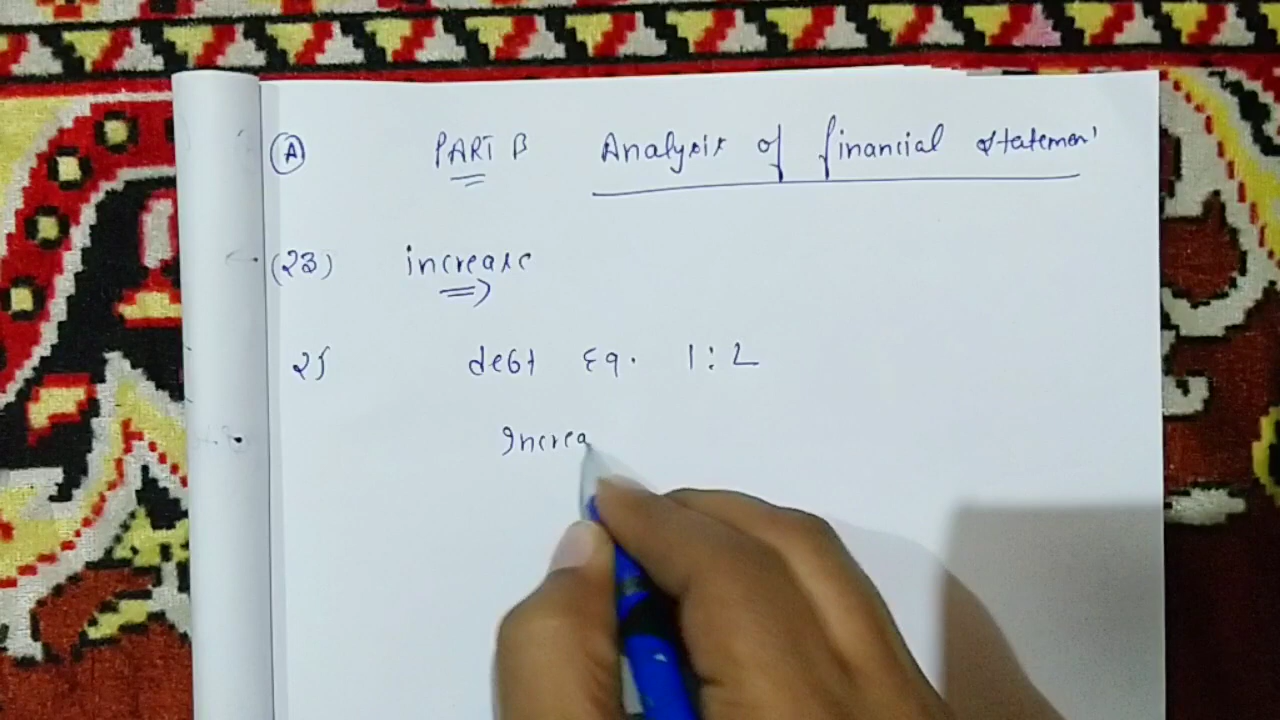 (A) PART B Analysis of financial statement
(23) increase
25 debt Eq. 1:2
Increa